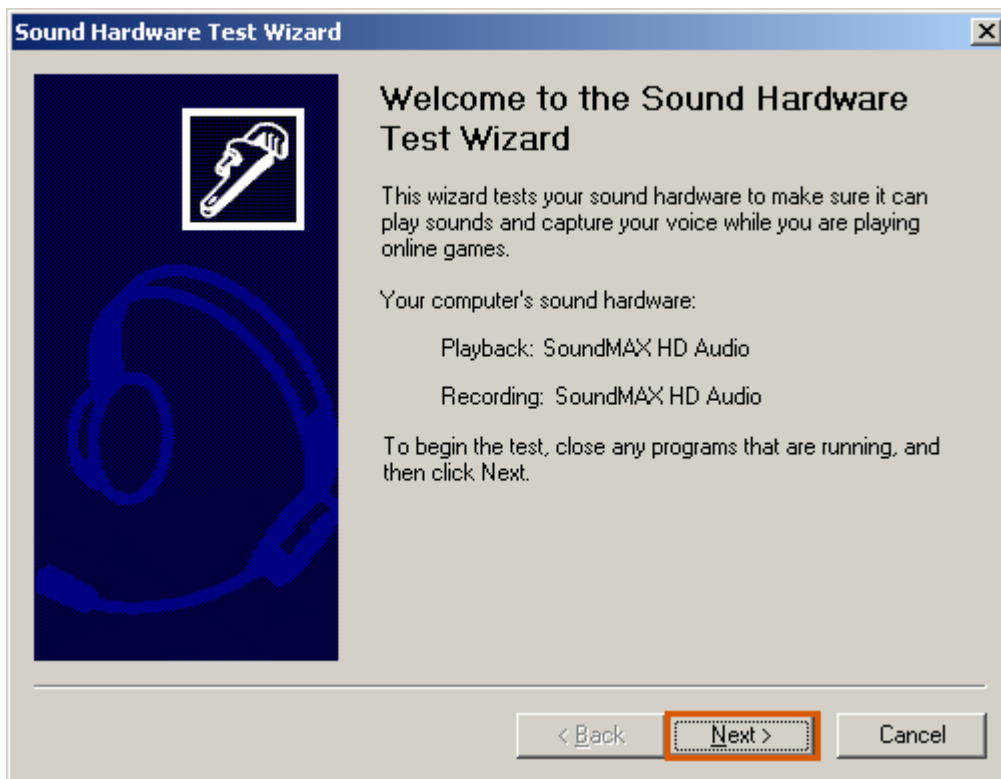 Sound Hardware Test Wizard
Welcome to the Sound Hardware
Test Wizard
This wizard tests your sound hardware to make sure it can
play sounds and capture your voice while you are playing
online games.
Your computer's sound hardware:
Playback: SoundMAX HD Audio
Recording: SoundMAX HD Audio
To begin the test, close any programs that are running, and
then click Next.
< Back
Next >
Cancel